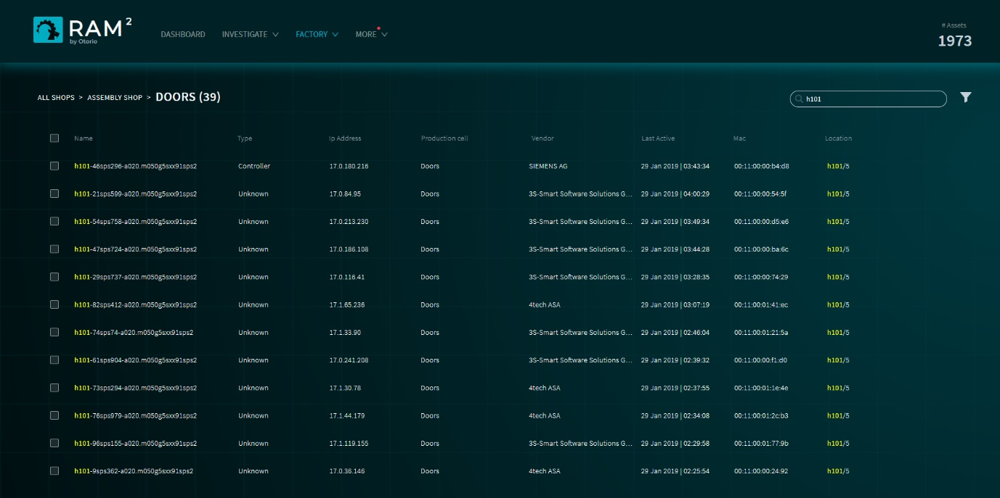 RAM 2
by Otorio
DASHBOARD INVESTIGATE FACTORY MORE
# Assets
1973
ALL SHOPS > ASSEMBLY SHOP > DOORS (39)
h101
Name Type Ip Address Production cell Vendor Last Active Mac Location
h101-46sps296-a020.m050g5sxx91sps2 Controller 17.0.180.216 Doors SIEMENS AG 29 Jan 2019 | 03:43:34 00:11:00:00:b4:d8 h101/5
h101-21sps599-a020.m050g5sxx91sps2 Unknown 17.0.84.95 Doors 3S-Smart Software Solutions G... 29 Jan 2019 | 04:00:29 00:11:00:00:54:5f h101/5
h101-54sps758-a020.m050g5sxx91sps2 Unknown 17.0.213.230 Doors 3S-Smart Software Solutions G... 29 Jan 2019 | 03:49:34 00:11:00:00:d5:e6 h101/5
h101-47sps724-a020.m050g5sxx91sps2 Unknown 17.0.186.108 Doors 3S-Smart Software Solutions G... 29 Jan 2019 | 03:44:28 00:11:00:00:ba:6c h101/5
h101-29sps737-a020.m050g5sxx91sps2 Unknown 17.0.116.41 Doors 3S-Smart Software Solutions G... 29 Jan 2019 | 03:28:35 00:11:00:00:74:29 h101/5
h101-82sps412-a020.m050g5sxx91sps2 Unknown 17.1.65.236 Doors 4tech ASA 29 Jan 2019 | 03:07:19 00:11:00:01:41:ec h101/5
h101-74sps74-a020.m050g5sxx91sps2 Unknown 17.1.33.90 Doors 3S-Smart Software Solutions G... 29 Jan 2019 | 02:46:04 00:11:00:01:21:5a h101/5
h101-61sps904-a020.m050g5sxx91sps2 Unknown 17.0.241.208 Doors 3S-Smart Software Solutions G... 29 Jan 2019 | 02:39:32 00:11:00:00:f1:d0 h101/5
h101-73sps294-a020.m050g5sxx91sps2 Unknown 17.1.30.78 Doors 4tech ASA 29 Jan 2019 | 02:37:55 00:11:00:01:1e:4e h101/5
h101-76sps979-a020.m050g5sxx91sps2 Unknown 17.1.44.179 Doors 4tech ASA 29 Jan 2019 | 02:34:08 00:11:00:01:2c:b3 h101/5
h101-96sps155-a020.m050g5sxx91sps2 Unknown 17.1.119.155 Doors 3S-Smart Software Solutions G... 29 Jan 2019 | 02:29:58 00:11:00:01:77:9b h101/5
h101-9sps362-a020.m050g5sxx91sps2 Unknown 17.0.36.146 Doors 4tech ASA 29 Jan 2019 | 02:25:54 00:11:00:00:24:92 h101/5